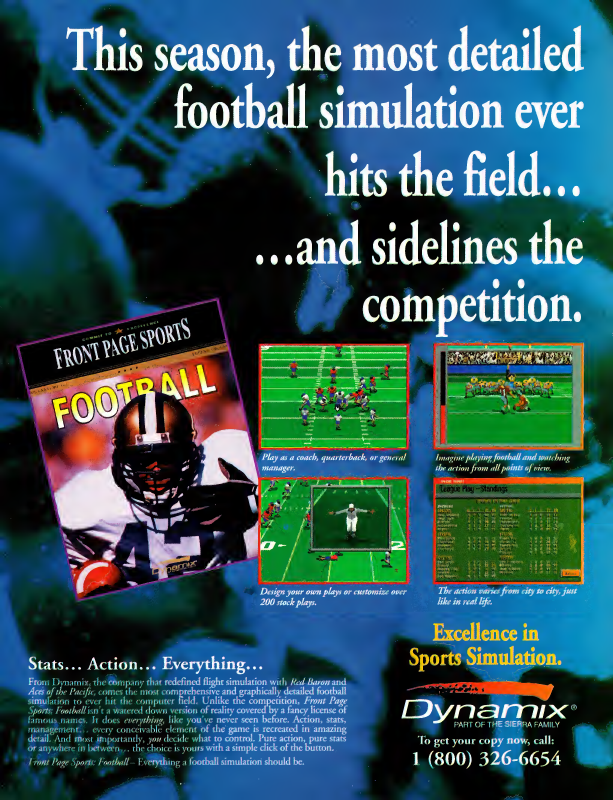 This season, the most detailed
football simulation ever
hits the field...
...and sidelines the
competition.
FRONT PAGE SPORTS
FOOTBALL
DYNAMIX
Play as a coach, quarterback, or general
manager.
Imagine playing football and watching
the action from all points of view.
League Play—Standings
Design your own plays or customize over
200 stock plays.
The action varies from city to city, just
like in real life.
Stats... Action... Everything...
From Dynamix, the company that redefined flight simulation with Red Baron and
Aces of the Pacific, comes the most comprehensive and graphically detailed football
simulation to ever hit the computer field. Unlike the competition, Front Page
Sports: Football isn't a watered down version of reality covered by a fancy license of
famous names. It does everything, like you've never seen before. Action, stats,
management... every conceivable element of the game is recreated in amazing
detail. And most importantly, you decide what to control. Pure action, pure stats
or anywhere in between... the choice is yours with a simple click of the button.
Front Page Sports: Football – Everything a football simulation should be.
Excellence in
Sports Simulation.
Dynamix®
PART OF THE SIERRA FAMILY
To get your copy now, call:
1 (800) 326-6654